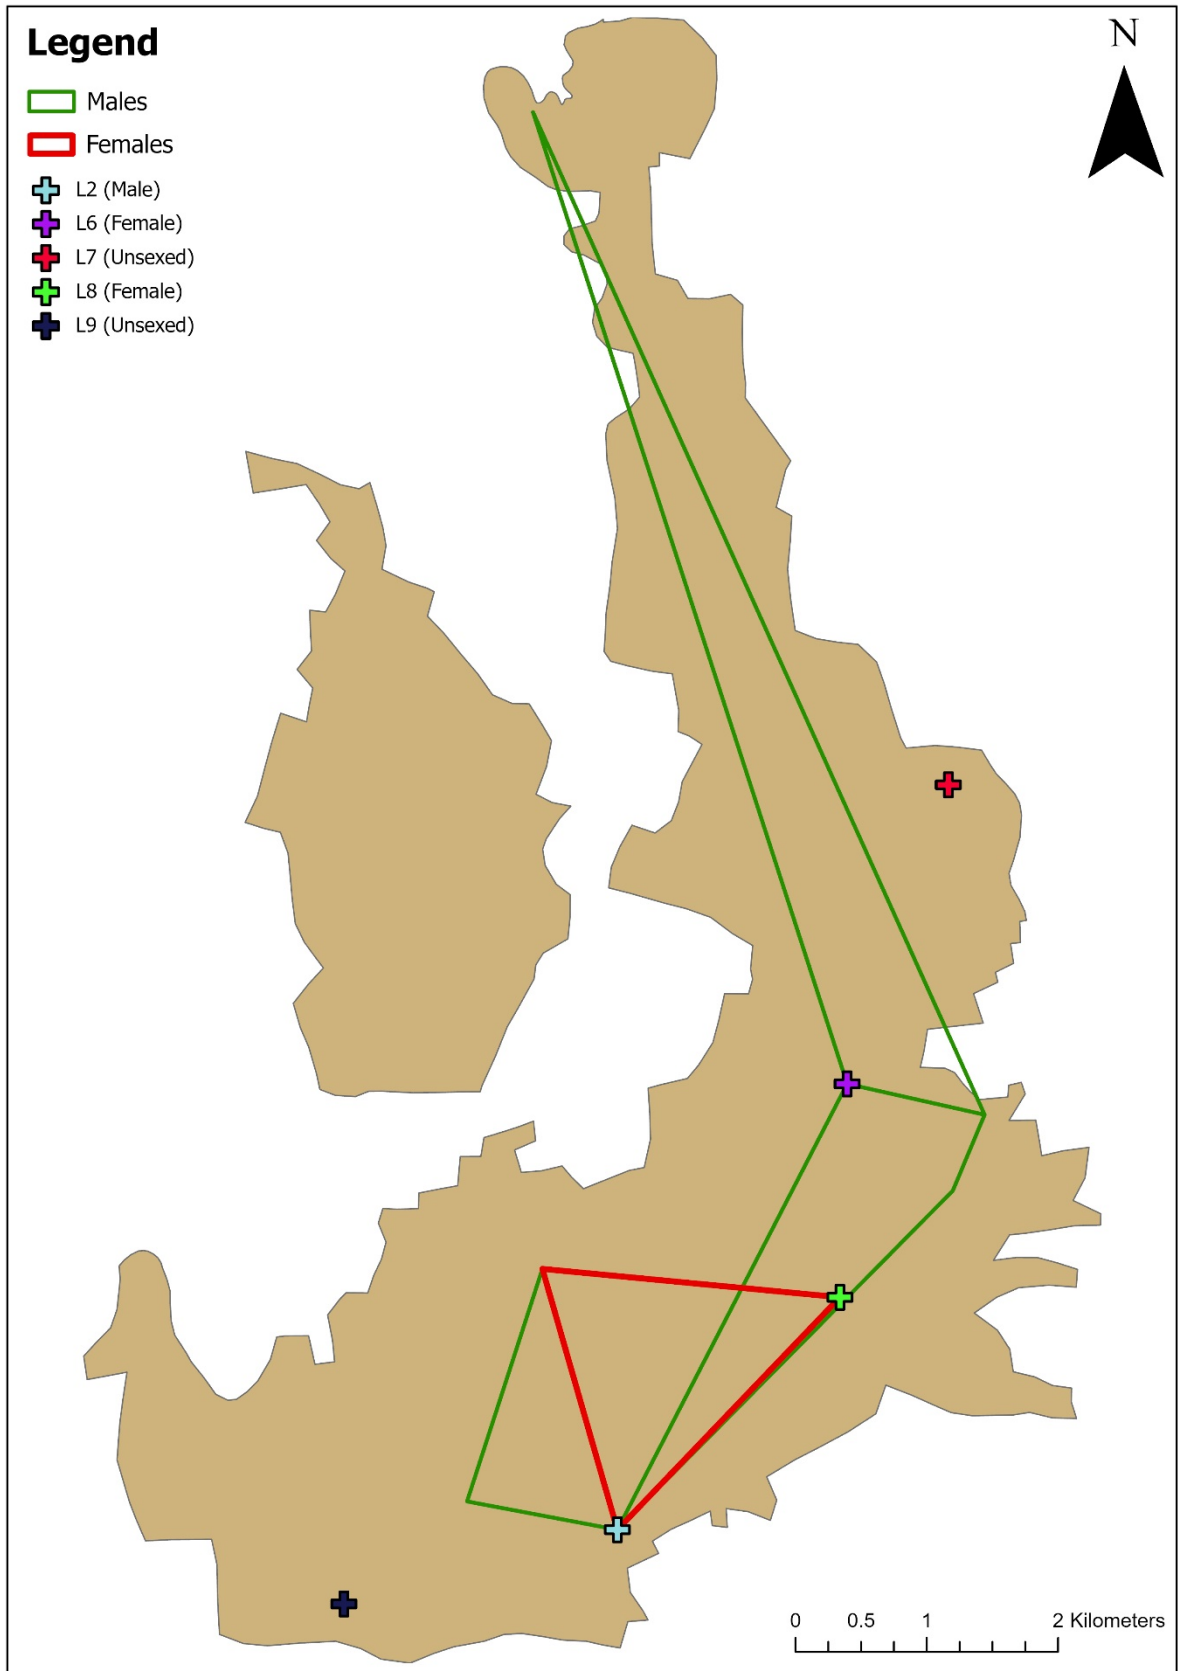 Legend
N
Males
Females
L2 (Male)
L6 (Female)
L7 (Unsexed)
L8 (Female)
L9 (Unsexed)
0 0.5 1 2 Kilometers